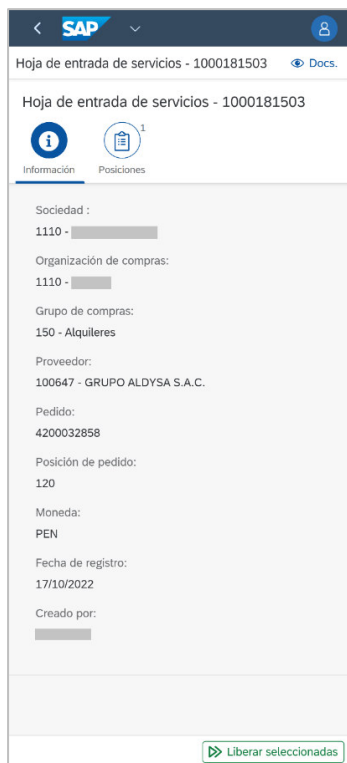 SAP
Hoja de entrada de servicios - 1000181503 Docs.
Hoja de entrada de servicios - 1000181503
1
Información Posiciones
Sociedad :
1110 -
Organización de compras:
1110 -
Grupo de compras:
150 - Alquileres
Proveedor:
100647 - GRUPO ALDYSA S.A.C.
Pedido:
4200032858
Posición de pedido:
120
Moneda:
PEN
Fecha de registro:
17/10/2022
Creado por:
Liberar seleccionadas